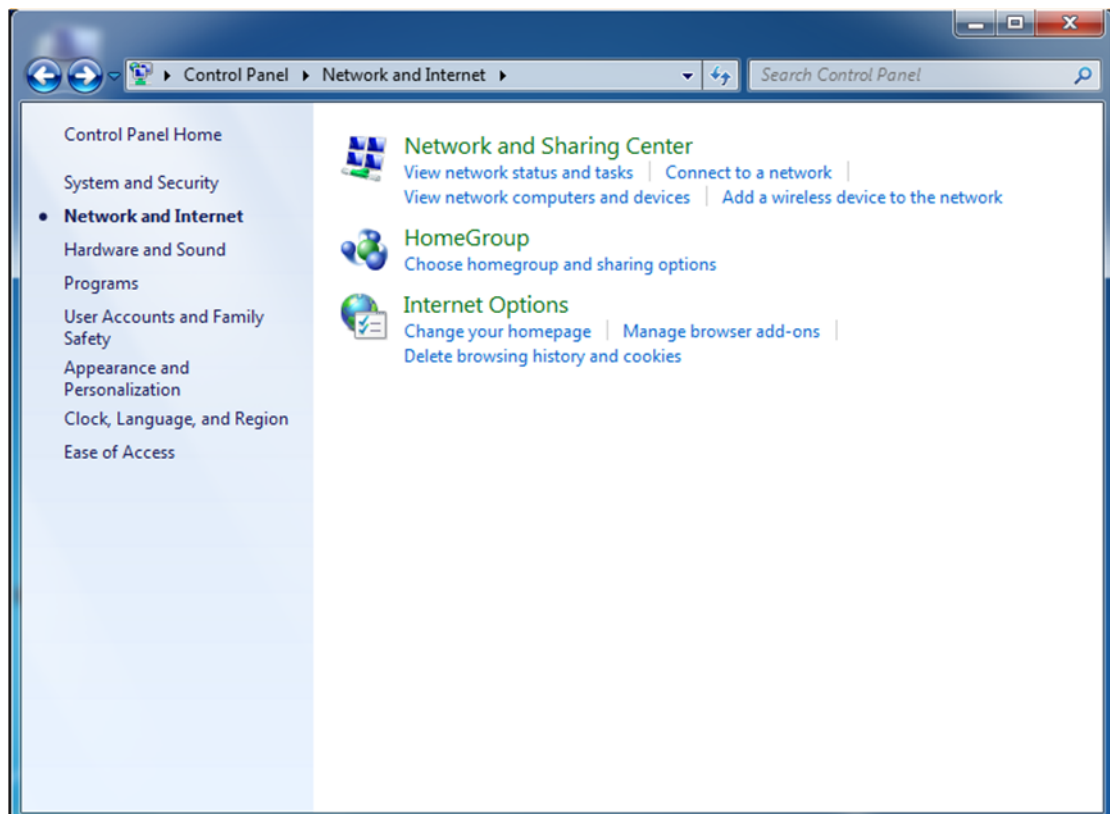 Control Panel Network and Internet Search Control Panel
Control Panel Home
System and Security
Network and Internet
Hardware and Sound
Programs
User Accounts and Family
Safety
Appearance and
Personalization
Clock, Language, and Region
Ease of Access
Network and Sharing Center
View network status and tasks Connect to a network
View network computers and devices Add a wireless device to the network
HomeGroup
Choose homegroup and sharing options
Internet Options
Change your homepage Manage browser add-ons
Delete browsing history and cookies